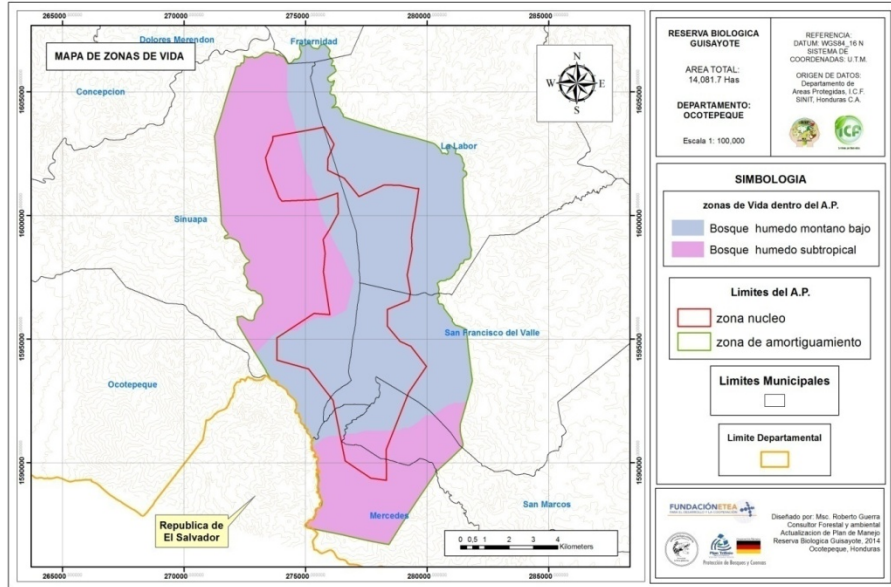 265000 270000 275000 280000 285000
MAPA DE ZONAS DE VIDA
Dolores Merendon
Fraternidad
N
W E
S
Concepcion
La Labor
Sinuapa
San Francisco del Valle
Ocotepeque
San Marcos
Mercedes
Republica de
El Salvador
0 0,5 1 2 3 4
Kilometers
1605000
1600000
1595000
1590000
1605000
1600000
1595000
1590000
265000 270000 275000 280000 285000
RESERVA BIOLOGICA
GUISAYOTE
AREA TOTAL:
14,081.7 Has
DEPARTAMENTO:
OCOTEPEQUE
Escala 1: 100,000
REFERENCIA:
DATUM: WGS84_16 N
SISTEMA DE
COORDENADAS: U.T.M.
ORIGEN DE DATOS:
Departamento de
Areas Protegidas, I.C.F.
SINIT, Honduras C.A.
ICF
SIMBOLOGIA
zonas de Vida dentro del A.P.
Bosque humedo montano bajo
Bosque humedo subtropical
Limites del A.P.
zona nucleo
zona de amortiguamiento
Limites Municipales
Limite Departamental
FUNDACIONETEA
Protección de Bosques y Cuencas
Diseñado por: Msc. Roberto Guerra
Consultor Forestal y ambiental
Actualizacion de Plan de Manejo
Reserva Biologica Guisayote, 2014
Ocotepeque, Honduras